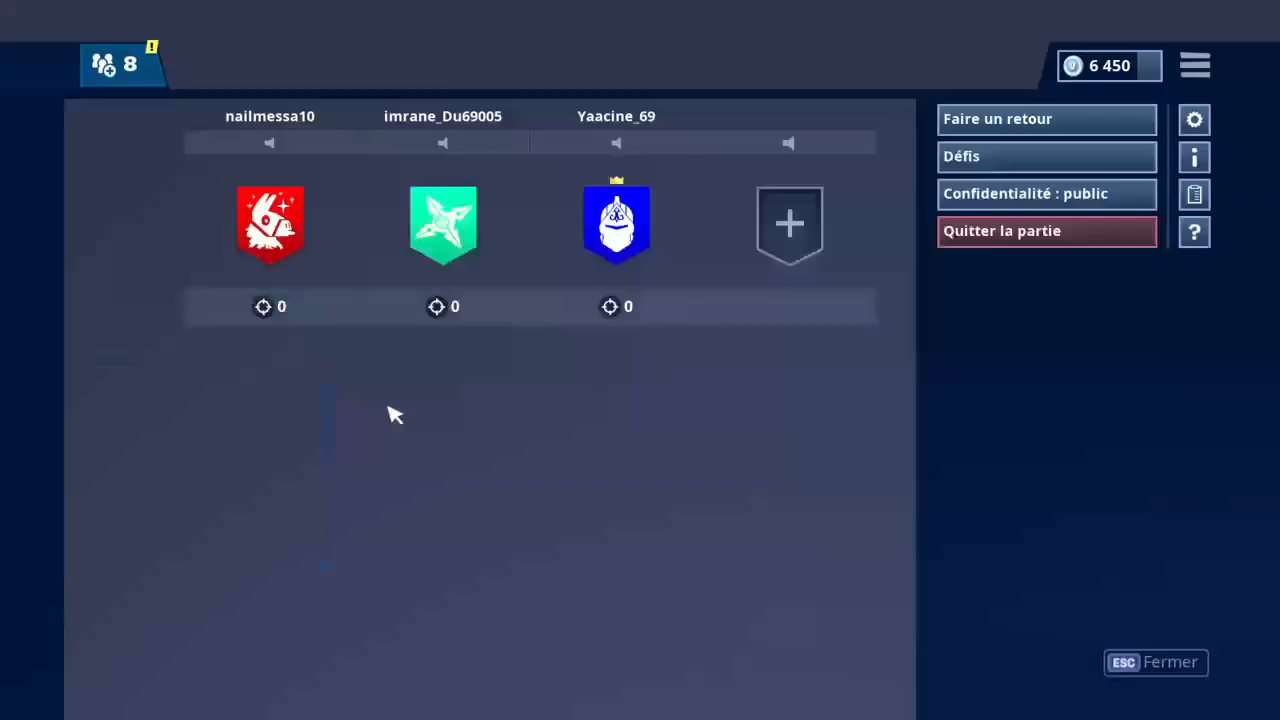 8
!
6 450
nailmessa10
imrane_Du69005
Yaacine_69
0
0
0
Faire un retour
Défis
Confidentialité : public
Quitter la partie
i
?
ESC Fermer